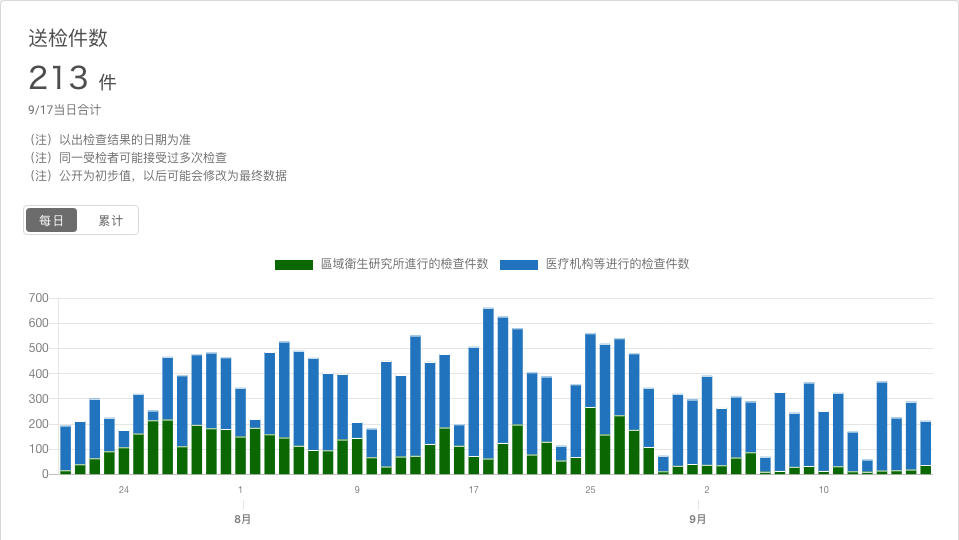 送检件数
213 件
9/17当日合计
（注）以出检查结果的日期为准
（注）同一受检者可能接受过多次检查
（注）公开为初步值，以后可能会修改为最终数据
每日 累计
區域衛生研究所進行的檢查件數 医疗机构等进行的检查件数
700
600
500
400
300
200
100
0
24 1 9 17 25 2 10
8月 9月